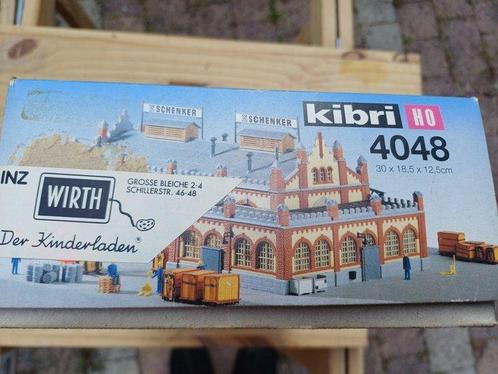 SCHENKER
SCHENKER
kibri HO
4048
30 x 18,5 x 12,5cm
INZ
WIRTH
GROSSE BLEICHE 2-4
SCHILLERSTR. 46-48
Der Kinderladen®